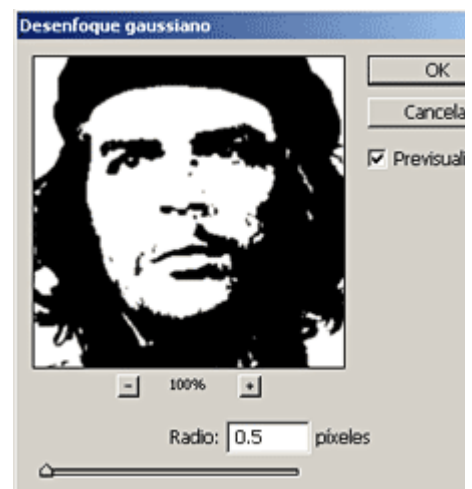 Desenfoque gaussiano
OK
Cancela
Previsuali
- 100% +
Radio: 0.5 píxeles